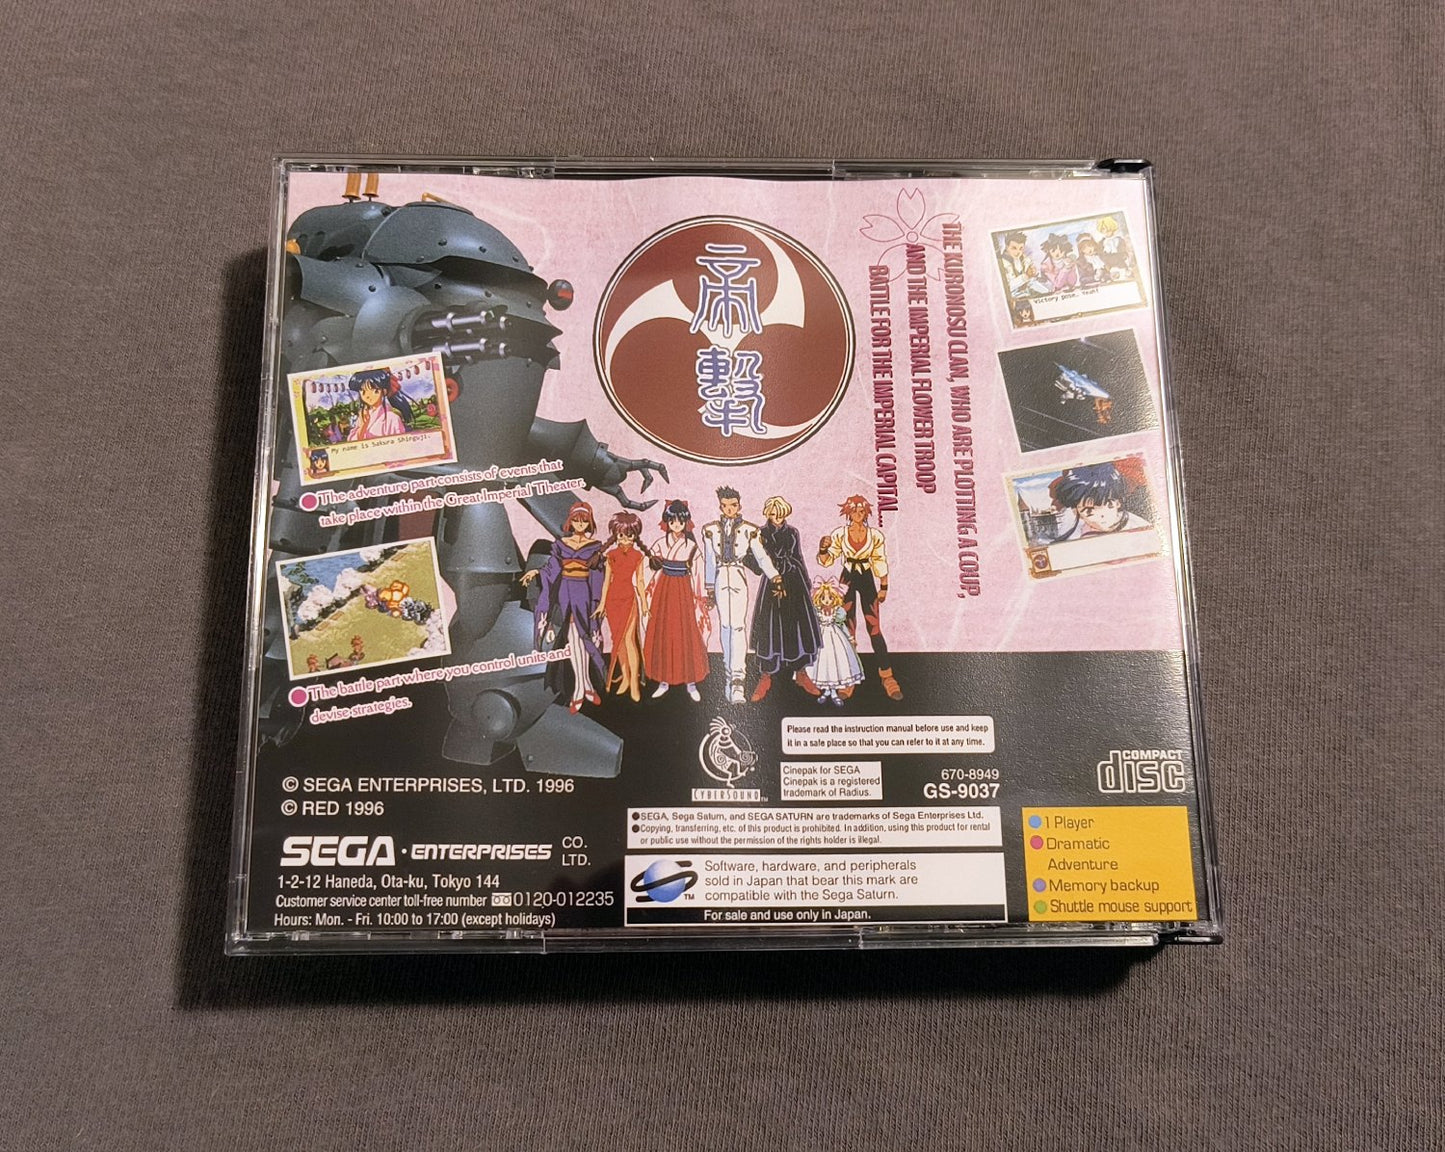 帝
撃
THE KURONOSU CLAN, WHO ARE PLOTTING A COUP,
AND THE IMPERIAL FLOWER TROOP
BATTLE FOR THE IMPERIAL CAPITAL...
Victory pose. Yeah!
My name is Sakura Shinguji.
The adventure part consists of events that
take place within the Great Imperial Theater.
The battle part where you control units and
devise strategies.
© SEGA ENTERPRISES, LTD. 1996
© RED 1996
SEGA · ENTERPRISES CO. LTD.
1-2-12 Haneda, Ota-ku, Tokyo 144
Customer service center toll-free number 0120-012235
Hours: Mon. - Fri. 10:00 to 17:00 (except holidays)
CYBERSOUND™
Please read the instruction manual before use and keep
it in a safe place so that you can refer to it at any time.
Cinepak for SEGA
Cinepak is a registered
trademark of Radius.
670-8949
GS-9037
COMPACT
disc
SEGA, Sega Saturn, and SEGA SATURN are trademarks of Sega Enterprises Ltd.
Copying, transferring, etc. of this product is prohibited. In addition, using this product for rental
or public use without the permission of the rights holder is illegal.
TM
Software, hardware, and peripherals
sold in Japan that bear this mark are
compatible with the Sega Saturn.
For sale and use only in Japan.
1 Player
Dramatic
Adventure
Memory backup
Shuttle mouse support